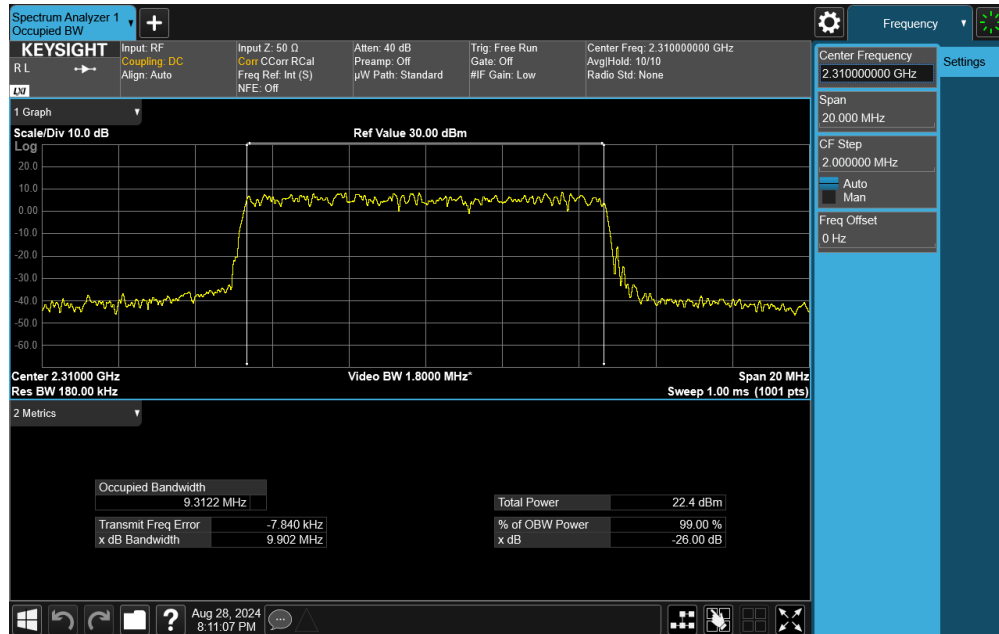 Spectrum Analyzer 1
Occupied BW
Frequency
KEYSIGHT
R L
LXI
Input: RF
Coupling: DC
Align: Auto
Input Z: 50 Ω
Corr CCorr RCal
Freq Ref: Int (S)
NFE: Off
Atten: 40 dB
Preamp: Off
µW Path: Standard
Trig: Free Run
Gate: Off
#IF Gain: Low
Center Freq: 2.310000000 GHz
Avg|Hold: 10/10
Radio Std: None
Center Frequency
2.310000000 GHz
Settings
Span
20.000 MHz
CF Step
2.000000 MHz
Auto
Man
Freq Offset
0 Hz
1 Graph
Scale/Div 10.0 dB
Ref Value 30.00 dBm
Log
20.0
10.0
0.00
-10.0
-20.0
-30.0
-40.0
-50.0
-60.0
Center 2.31000 GHz
Video BW 1.8000 MHz*
Span 20 MHz
Res BW 180.00 kHz
Sweep 1.00 ms (1001 pts)
2 Metrics
Occupied Bandwidth
9.3122 MHz
Total Power 22.4 dBm
Transmit Freq Error -7.840 kHz
% of OBW Power 99.00 %
x dB Bandwidth 9.902 MHz
x dB -26.00 dB
?
Aug 28, 2024
8:11:07 PM